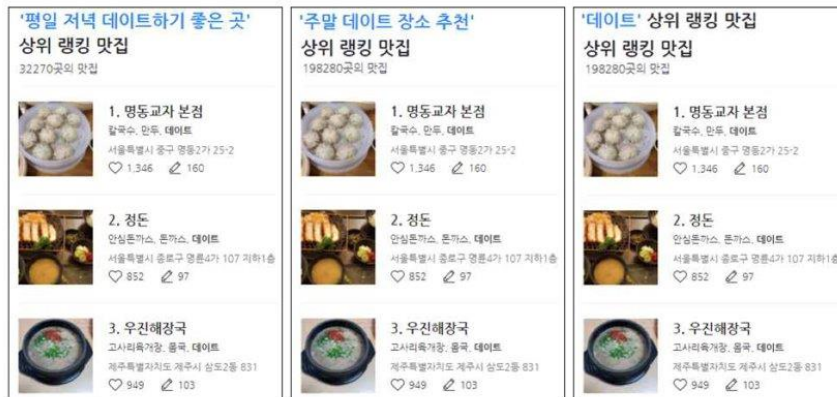 '평일 저녁 데이트하기 좋은 곳'
상위 랭킹 맛집
32270곳의 맛집
1. 명동교자 본점
칼국수, 만두, 데이트
서울특별시 중구 명동2가 25-2
1,346 160
2. 정돈
안심돈까스, 돈까스, 데이트
서울특별시 종로구 명륜4가 107 지하1층
852 97
3. 우진해장국
고사리육개장, 몸국, 데이트
제주특별자치도 제주시 삼도2동 831
949 103
'주말 데이트 장소 추천'
상위 랭킹 맛집
198280곳의 맛집
1. 명동교자 본점
칼국수, 만두, 데이트
서울특별시 중구 명동2가 25-2
1,346 160
2. 정돈
안심돈까스, 돈까스, 데이트
서울특별시 종로구 명륜4가 107 지하1층
852 97
3. 우진해장국
고사리육개장, 몸국, 데이트
제주특별자치도 제주시 삼도2동 831
949 103
'데이트' 상위 랭킹 맛집
상위 랭킹 맛집
198280곳의 맛집
1. 명동교자 본점
칼국수, 만두, 데이트
서울특별시 중구 명동2가 25-2
1,346 160
2. 정돈
안심돈까스, 돈까스, 데이트
서울특별시 종로구 명륜4가 107 지하1층
852 97
3. 우진해장국
고사리육개장, 몸국, 데이트
제주특별자치도 제주시 삼도2동 831
949 103